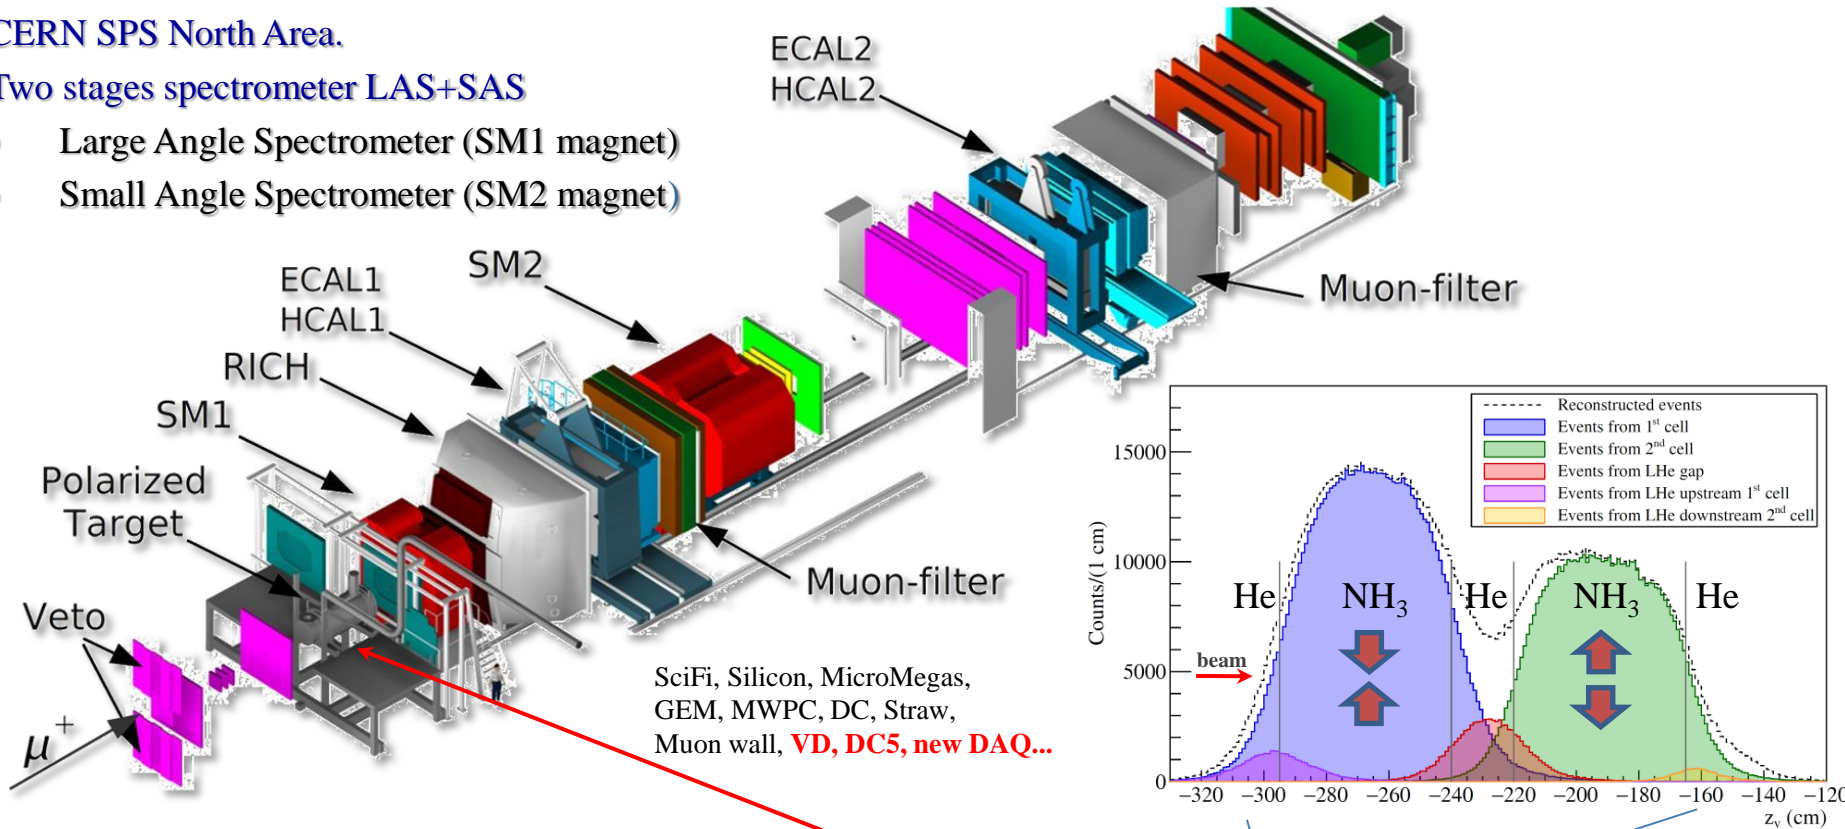 CERN SPS North Area.
Two stages spectrometer LAS+SAS
Large Angle Spectrometer (SM1 magnet)
Small Angle Spectrometer (SM2 magnet)
ECAL2
HCAL2
Muon-filter
SM2
ECAL1
HCAL1
RICH
SM1
Polarized
Target
Muon-filter
Veto
μ+
SciFi, Silicon, MicroMegas,
GEM, MWPC, DC, Straw,
Muon wall, VD, DC5, new DAQ...
Reconstructed events
Events from 1st cell
Events from 2nd cell
Events from LHe gap
Events from LHe upstream 1st cell
Events from LHe downstream 2nd cell
Counts/(1 cm)
15000
10000
5000
0
He NH3 He NH3 He
beam
−320 −300 −280 −260 −240 −220 −200 −180 −160 −140 −120
zv (cm)